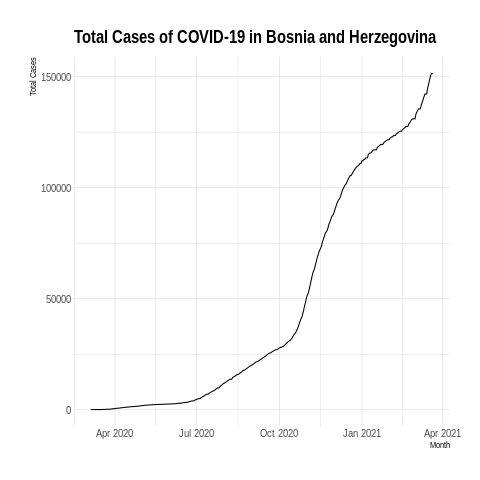 Total Cases of COVID-19 in Bosnia and Herzegovina
Total Cases
150000
100000
50000
0
Apr 2020 Jul 2020 Oct 2020 Jan 2021 Apr 2021
Month